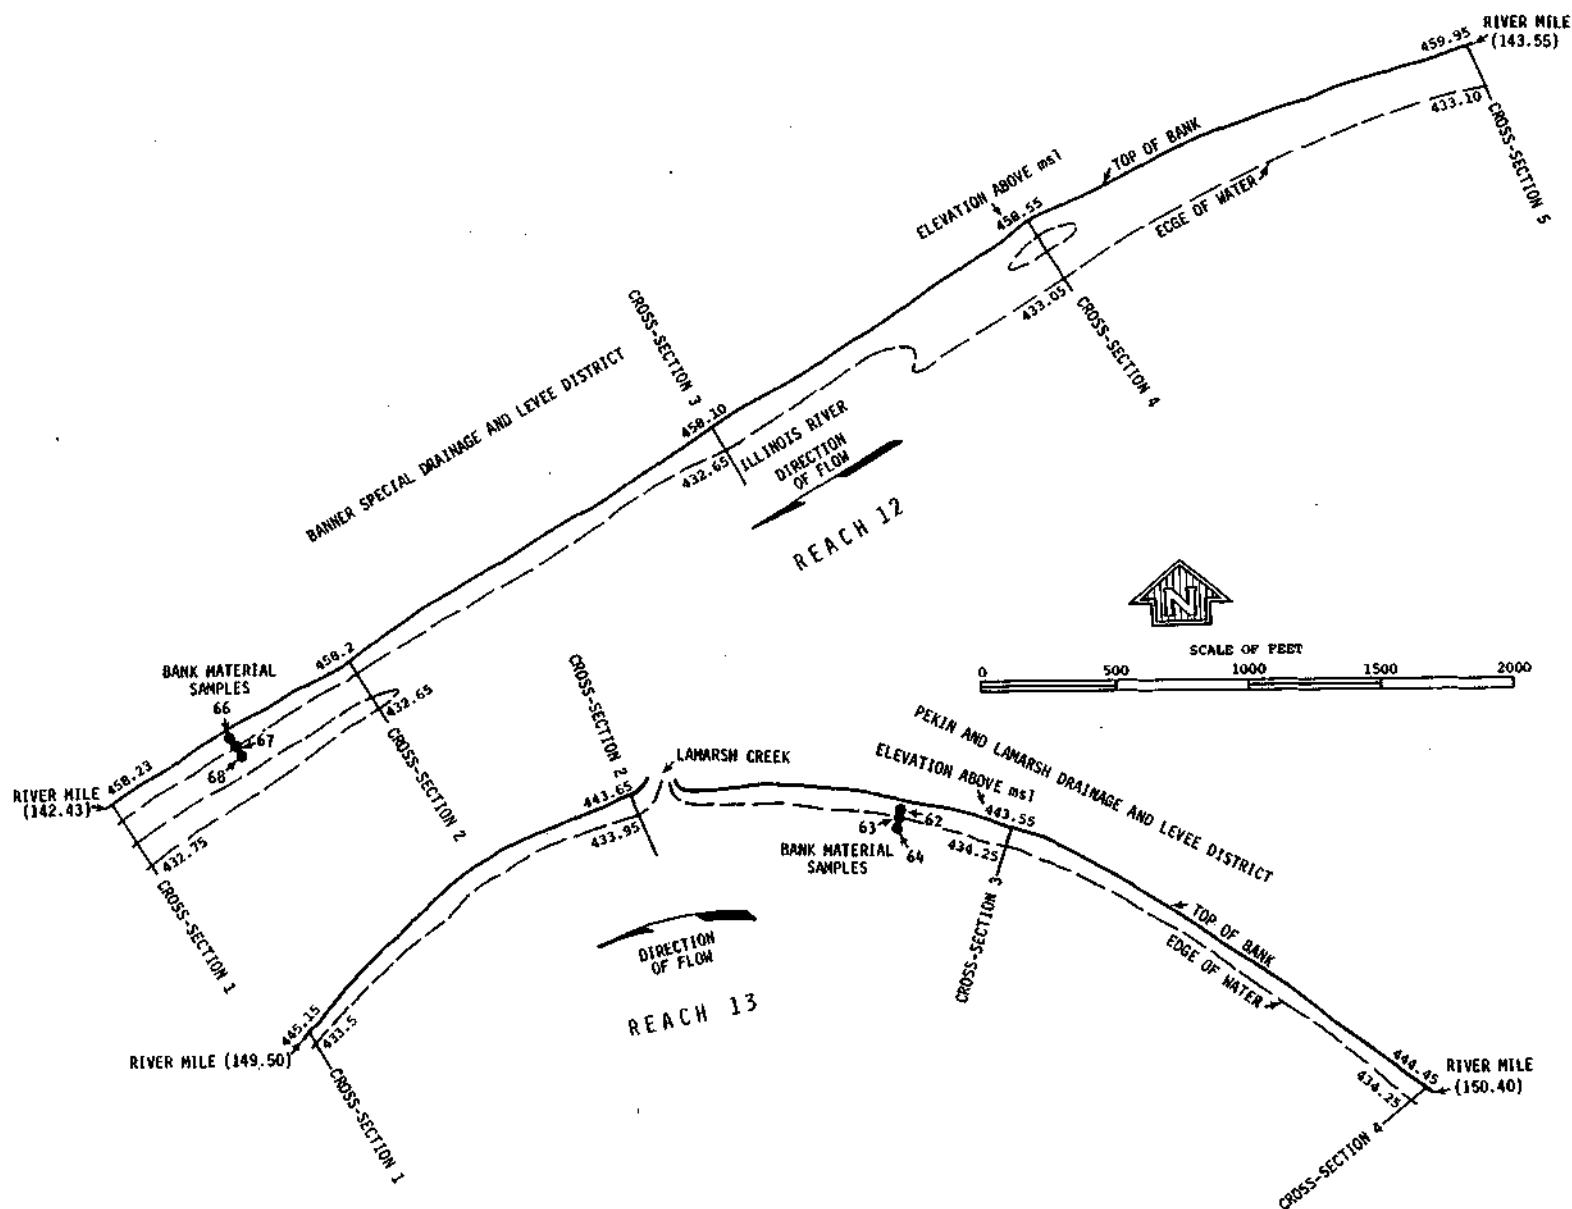 RIVER MILE
(143.55)
459.95
433.10
CROSS-SECTION 5
TOP OF BANK
ELEVATION ABOVE msl
458.55
EDGE OF WATER
433.05
CROSS-SECTION 4
CROSS-SECTION 3
458.10
432.65
ILLINOIS RIVER
DIRECTION
OF FLOW
REACH 12
BANNER SPECIAL DRAINAGE AND LEVEE DISTRICT
N
SCALE OF FEET
0 500 1000 1500 2000
458.2
432.65
CROSS-SECTION 2
BANK MATERIAL
SAMPLES
66
67
68
458.23
RIVER MILE
(142.43)
432.75
CROSS-SECTION 1
CROSS-SECTION 2
LAMARSH CREEK
443.65
433.95
PEKIN AND LAMARSH DRAINAGE AND LEVEE DISTRICT
ELEVATION ABOVE msl
443.55
62
63
64
BANK MATERIAL
SAMPLES
434.25
CROSS-SECTION 3
TOP OF BANK
EDGE OF WATER
DIRECTION
OF FLOW
REACH 13
445.15
433.5
RIVER MILE (149.50)
CROSS-SECTION 1
444.45
434.25
RIVER MILE
(150.40)
CROSS-SECTION 4